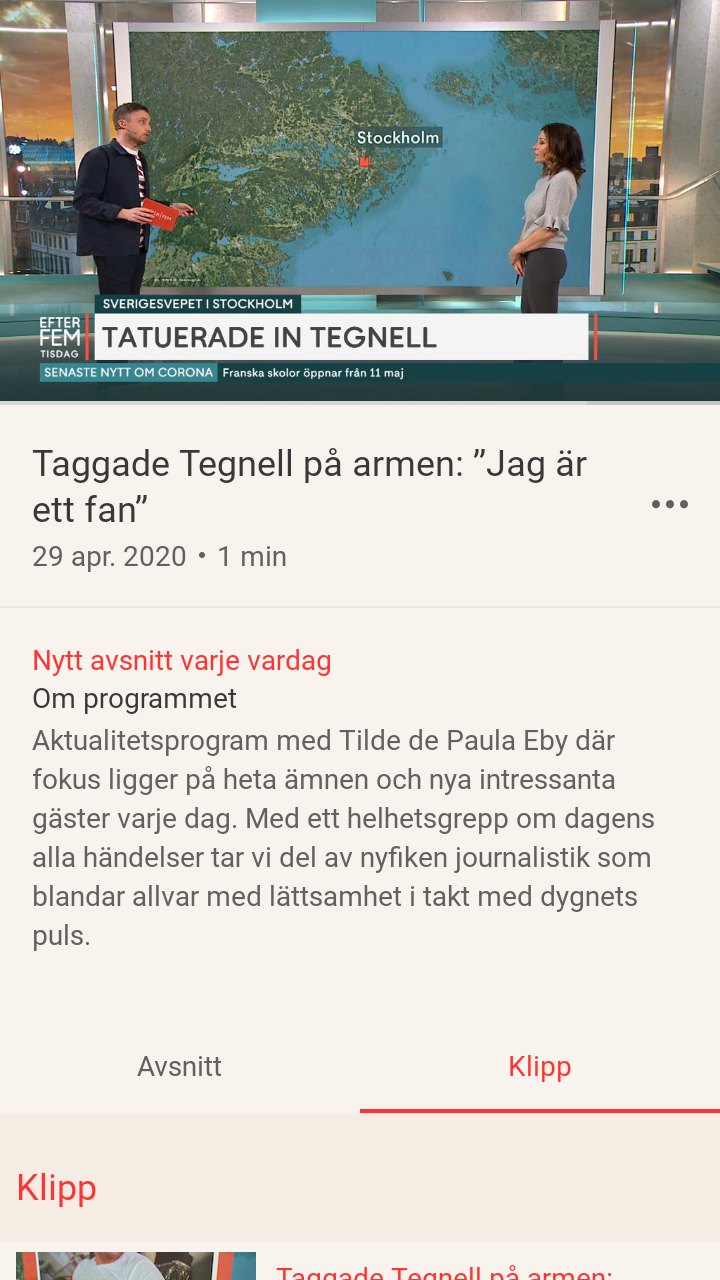 Stockholm
SVERIGESVEPET I STOCKHOLM
EFTER
FEM
TISDAG
TATUERADE IN TEGNELL
SENASTE NYTT OM CORONA Franska skolor öppnar från 11 maj
Taggade Tegnell på armen: ”Jag är
ett fan”
29 apr. 2020 • 1 min
Nytt avsnitt varje vardag
Om programmet
Aktualitetsprogram med Tilde de Paula Eby där
fokus ligger på heta ämnen och nya intressanta
gäster varje dag. Med ett helhetsgrepp om dagens
alla händelser tar vi del av nyfiken journalistik som
blandar allvar med lättsamhet i takt med dygnets
puls.
Avsnitt Klipp
Klipp
Taggade Tegnell på armen: